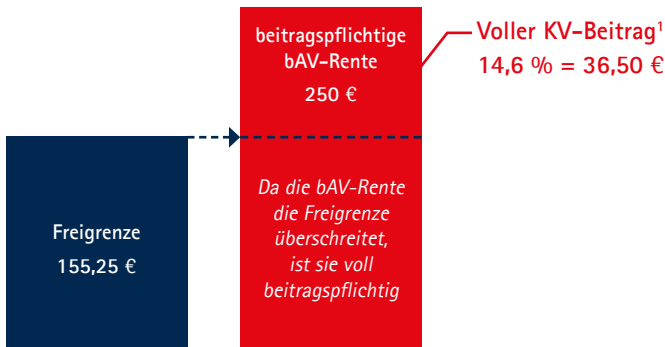 beitragspflichtige
bAV-Rente
250 €
Voller KV-Beitrag¹
14,6 % = 36,50 €
Freigrenze
155,25 €
Da die bAV-Rente
die Freigrenze
überschreitet,
ist sie voll
beitragspflichtig